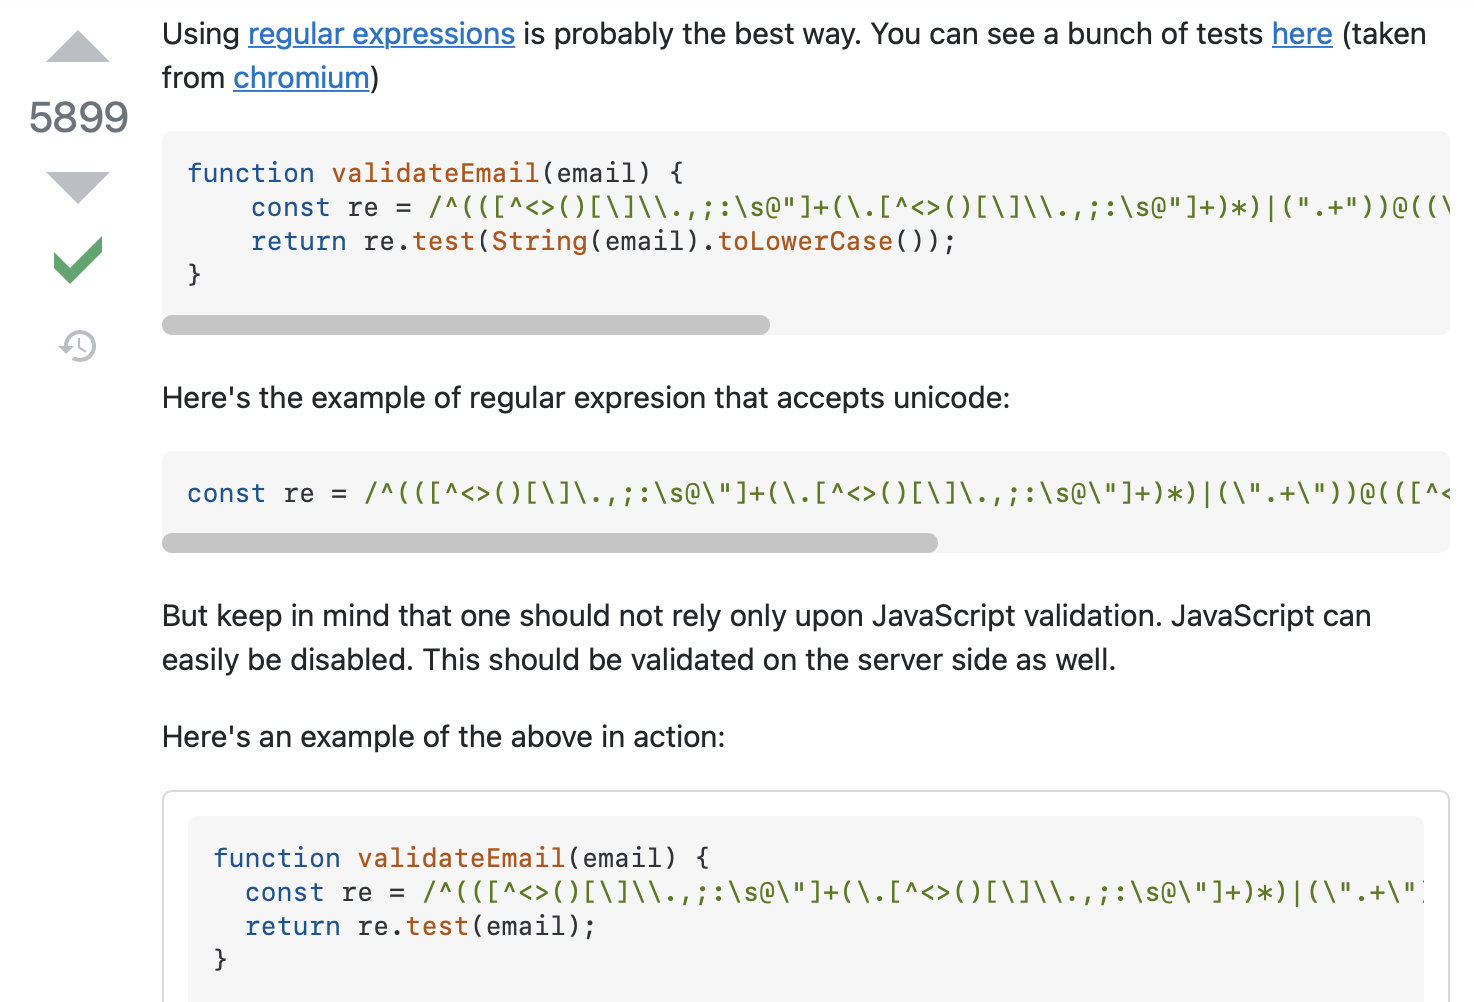 Using regular expressions is probably the best way. You can see a bunch of tests here (taken
from chromium)
5899
function validateEmail(email) {
    const re = /^(([^<>()[\]\\.,;:\s@"]+(\.[^<>()[\]\\.,;:\s@"]+)*)|(".+"))@((\
    return re.test(String(email).toLowerCase());
}
Here's the example of regular expresion that accepts unicode:
const re = /^(([^<>()[\]\.,;:\s@\"]+(\.[^<>()[\]\.,;:\s@\"]+)*)|(\".+\"))@(([^<
But keep in mind that one should not rely only upon JavaScript validation. JavaScript can
easily be disabled. This should be validated on the server side as well.
Here's an example of the above in action:
function validateEmail(email) {
  const re = /^(([^<>()[\]\\.,;:\s@\"]+(\.[^<>()[\]\\.,;:\s@\"]+)*)|(\".+\"
  return re.test(email);
}